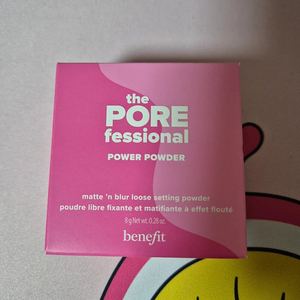 the
PORE
fessional
POWER POWDER
matte 'n blur loose setting powder
poudre libre fixante et matifiante à effet flouté
8 g Net wt. 0.28 oz.
benefit